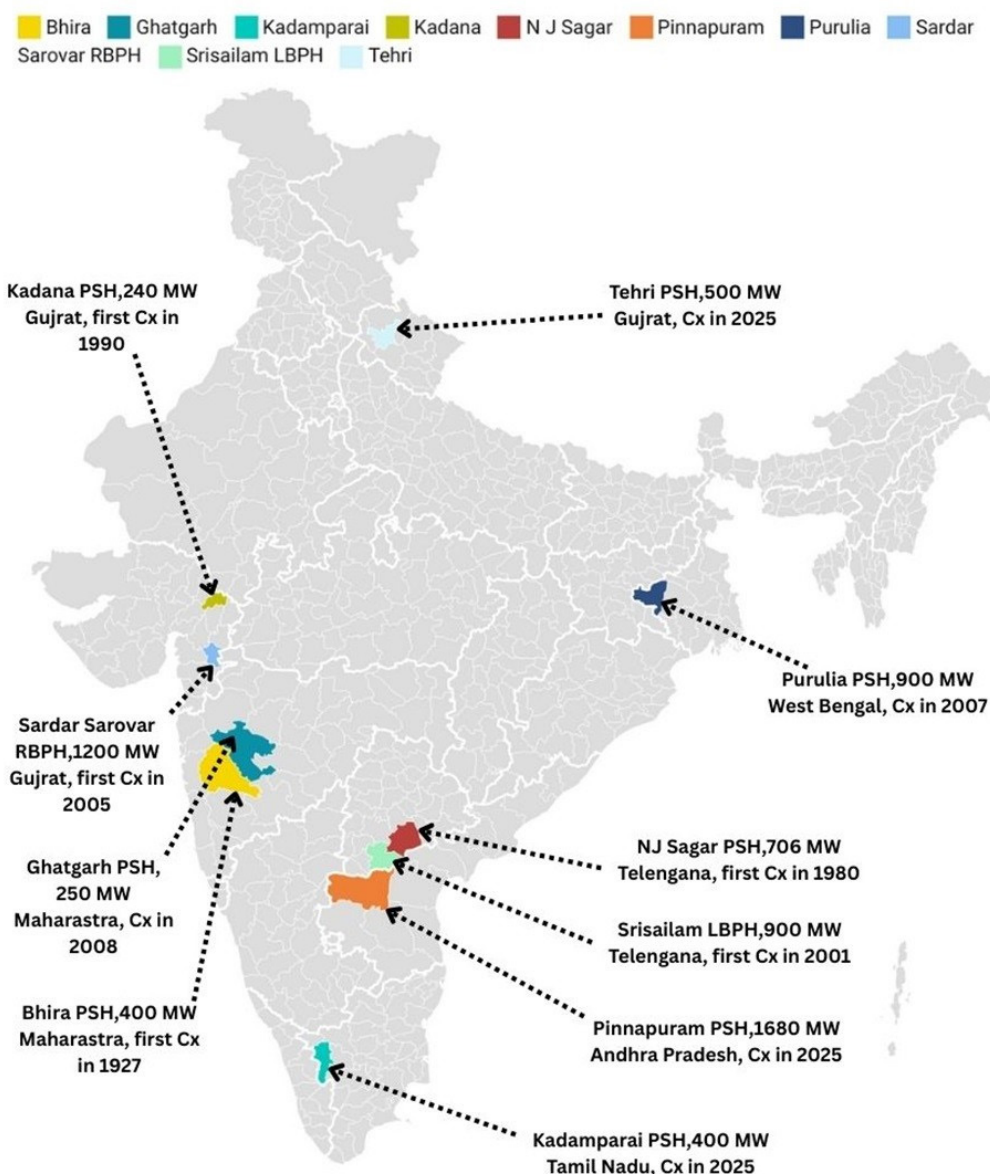 Bhira Ghatgarh Kadamparai Kadana N J Sagar Pinnapuram Purulia Sardar
Sarovar RBPH Srisailam LBPH Tehri
Kadana PSH,240 MW
Gujrat, first Cx in
1990
Tehri PSH,500 MW
Gujrat, Cx in 2025
Purulia PSH,900 MW
West Bengal, Cx in 2007
Sardar Sarovar
RBPH,1200 MW
Gujrat, first Cx in
2005
NJ Sagar PSH,706 MW
Telengana, first Cx in 1980
Ghatgarh PSH,
250 MW
Maharastra, Cx in
2008
Srisailam LBPH,900 MW
Telengana, first Cx in 2001
Bhira PSH,400 MW
Maharastra, first Cx
in 1927
Pinnapuram PSH,1680 MW
Andhra Pradesh, Cx in 2025
Kadamparai PSH,400 MW
Tamil Nadu, Cx in 2025